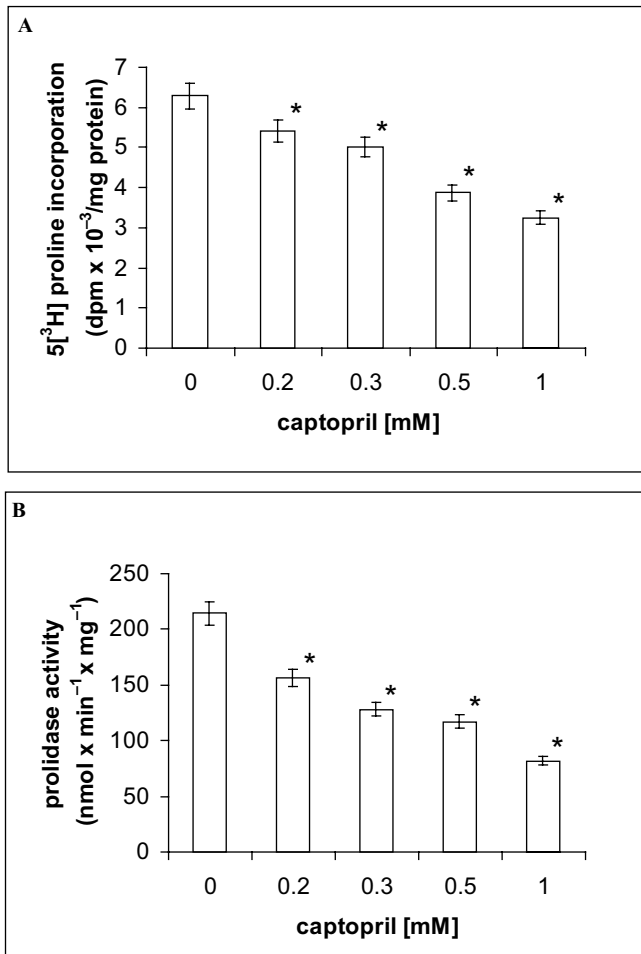 A
5[³H] proline incorporation
(dpm x 10⁻³/mg protein)
7
6
5
4
3
2
1
0
*
*
*
*
0 0.2 0.3 0.5 1
captopril [mM]
B
prolidase activity
(nmol x min⁻¹ x mg⁻¹)
250
200
150
100
50
0
*
*
*
*
0 0.2 0.3 0.5 1
captopril [mM]